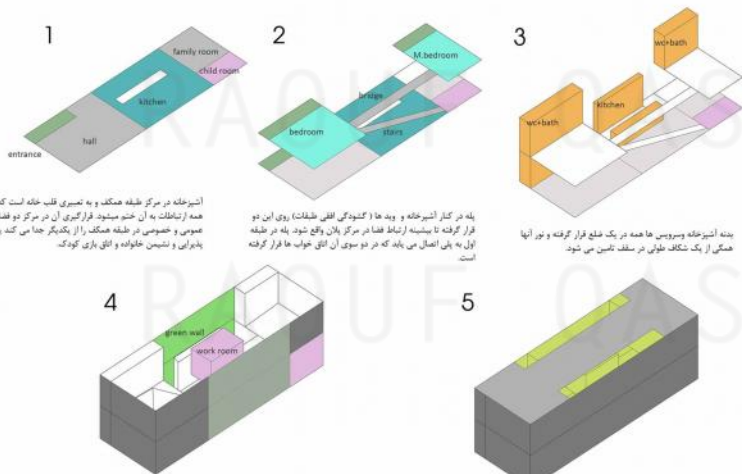 1
family room
child room
kitchen
hall
entrance
2
M.bedroom
bridge
bedroom
stairs
3
wc+bath
kitchen
wc+bath
آشپزخانه در مرکز طبقه همکف و به تعبیری قلب خانه است که
همه ارتباطات به آن ختم میشود. قرارگیری آن در مرکز دو فضا
عمومی و خصوصی در طبقه همکف را از یکدیگر جدا می کند
پذیرایی و نشیمن خانواده و اتاق بازی کودک.
پله در کنار آشپزخانه و وید ها ( گشودگی افقی طبقات) روی این دو
قرار گرفته تا بیشینه ارتباط فضا در مرکز پلان واقع شود. پله در طبقه
اول به پلی اتصال می یابد که در دو سوی آن اتاق خواب ها قرار گرفته
است.
بدنه آشپزخانه وسرویس ها همه در یک ضلع قرار گرفته و نور آنها
همگی از یک شکاف طولی در سقف تامین می شود.
4
green wall
work room
5
RAOUF QAS
RAOUF QAS